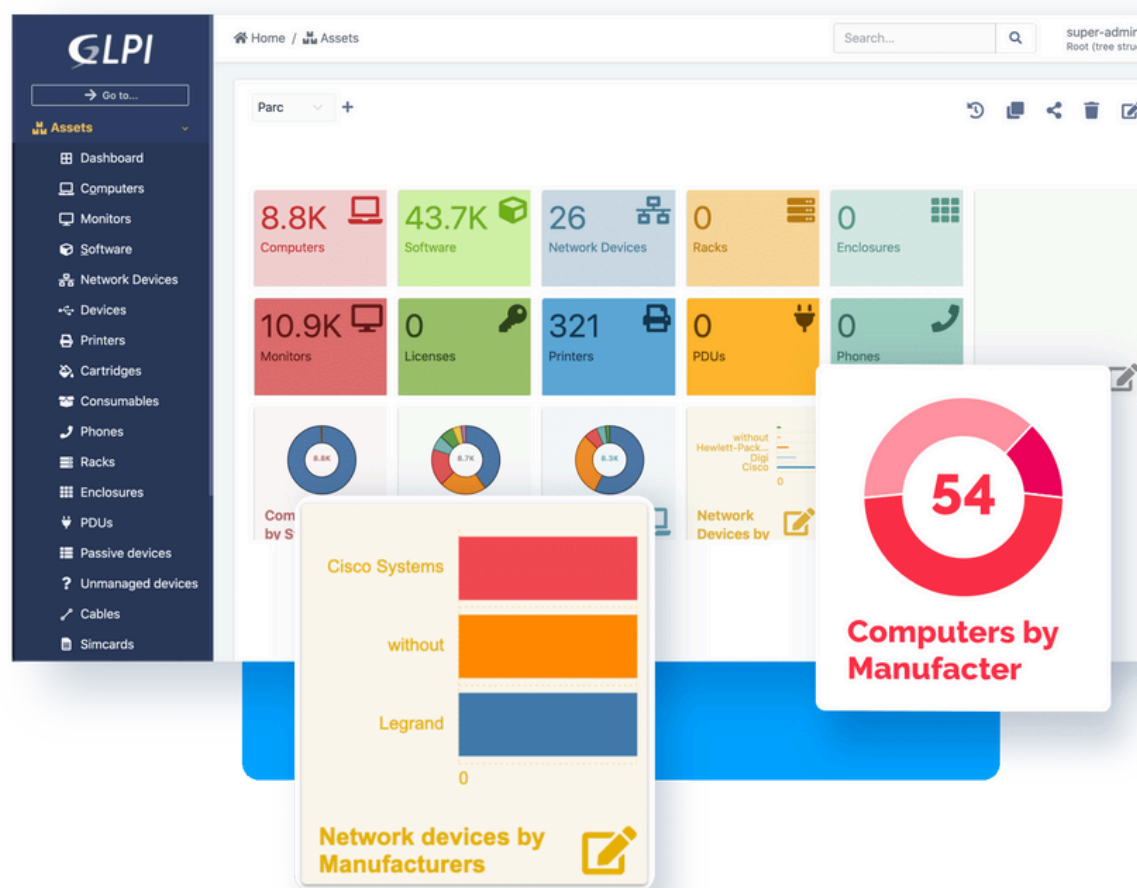 GLPI
Go to...
Assets
Dashboard
Computers
Monitors
Software
Network Devices
Devices
Printers
Cartridges
Consumables
Phones
Racks
Enclosures
PDUs
Passive devices
Unmanaged devices
Cables
Simcards
Home / Assets
Search...
super-admin
Root (tree struc
Parc
8.8K
Computers
43.7K
Software
26
Network Devices
0
Racks
0
Enclosures
10.9K
Monitors
0
Licenses
321
Printers
0
PDUs
0
Phones
8.8K
Com
by S
8.7K
8.3K
without
Hewlett-Pack...
Digi
Cisco
0
Network
Devices by
Cisco Systems
without
Legrand
0
Network devices by
Manufacturers
54
Computers by
Manufacter